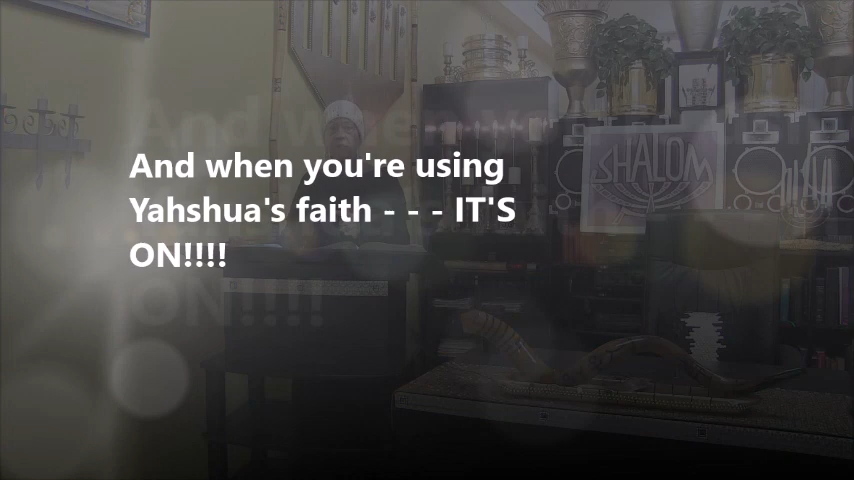 And when you're using
Yahshua's faith - - - IT'S
ON!!!!
SHALOM